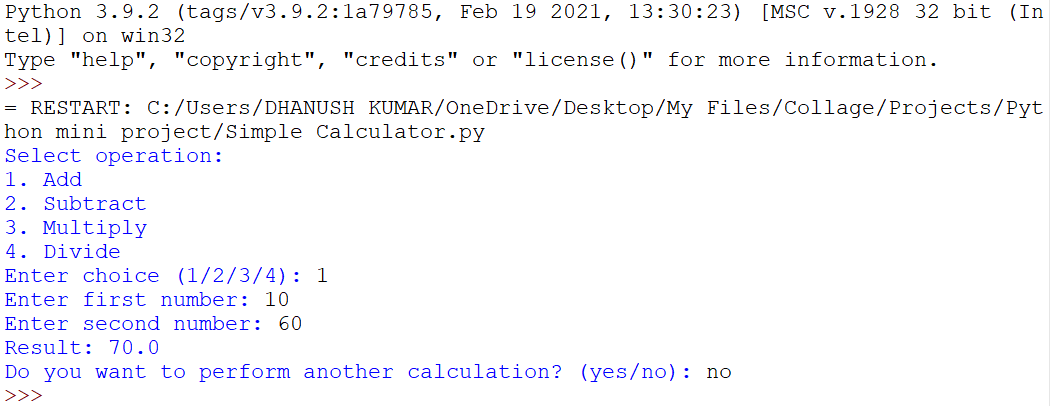 Python 3.9.2 (tags/v3.9.2:1a79785, Feb 19 2021, 13:30:23) [MSC v.1928 32 bit (In
tel)] on win32
Type "help", "copyright", "credits" or "license()" for more information.
>>>
= RESTART: C:/Users/DHANUSH KUMAR/OneDrive/Desktop/My Files/Collage/Projects/Pyt
hon mini project/Simple Calculator.py
Select operation:
1. Add
2. Subtract
3. Multiply
4. Divide
Enter choice (1/2/3/4): 1
Enter first number: 10
Enter second number: 60
Result: 70.0
Do you want to perform another calculation? (yes/no): no
>>>